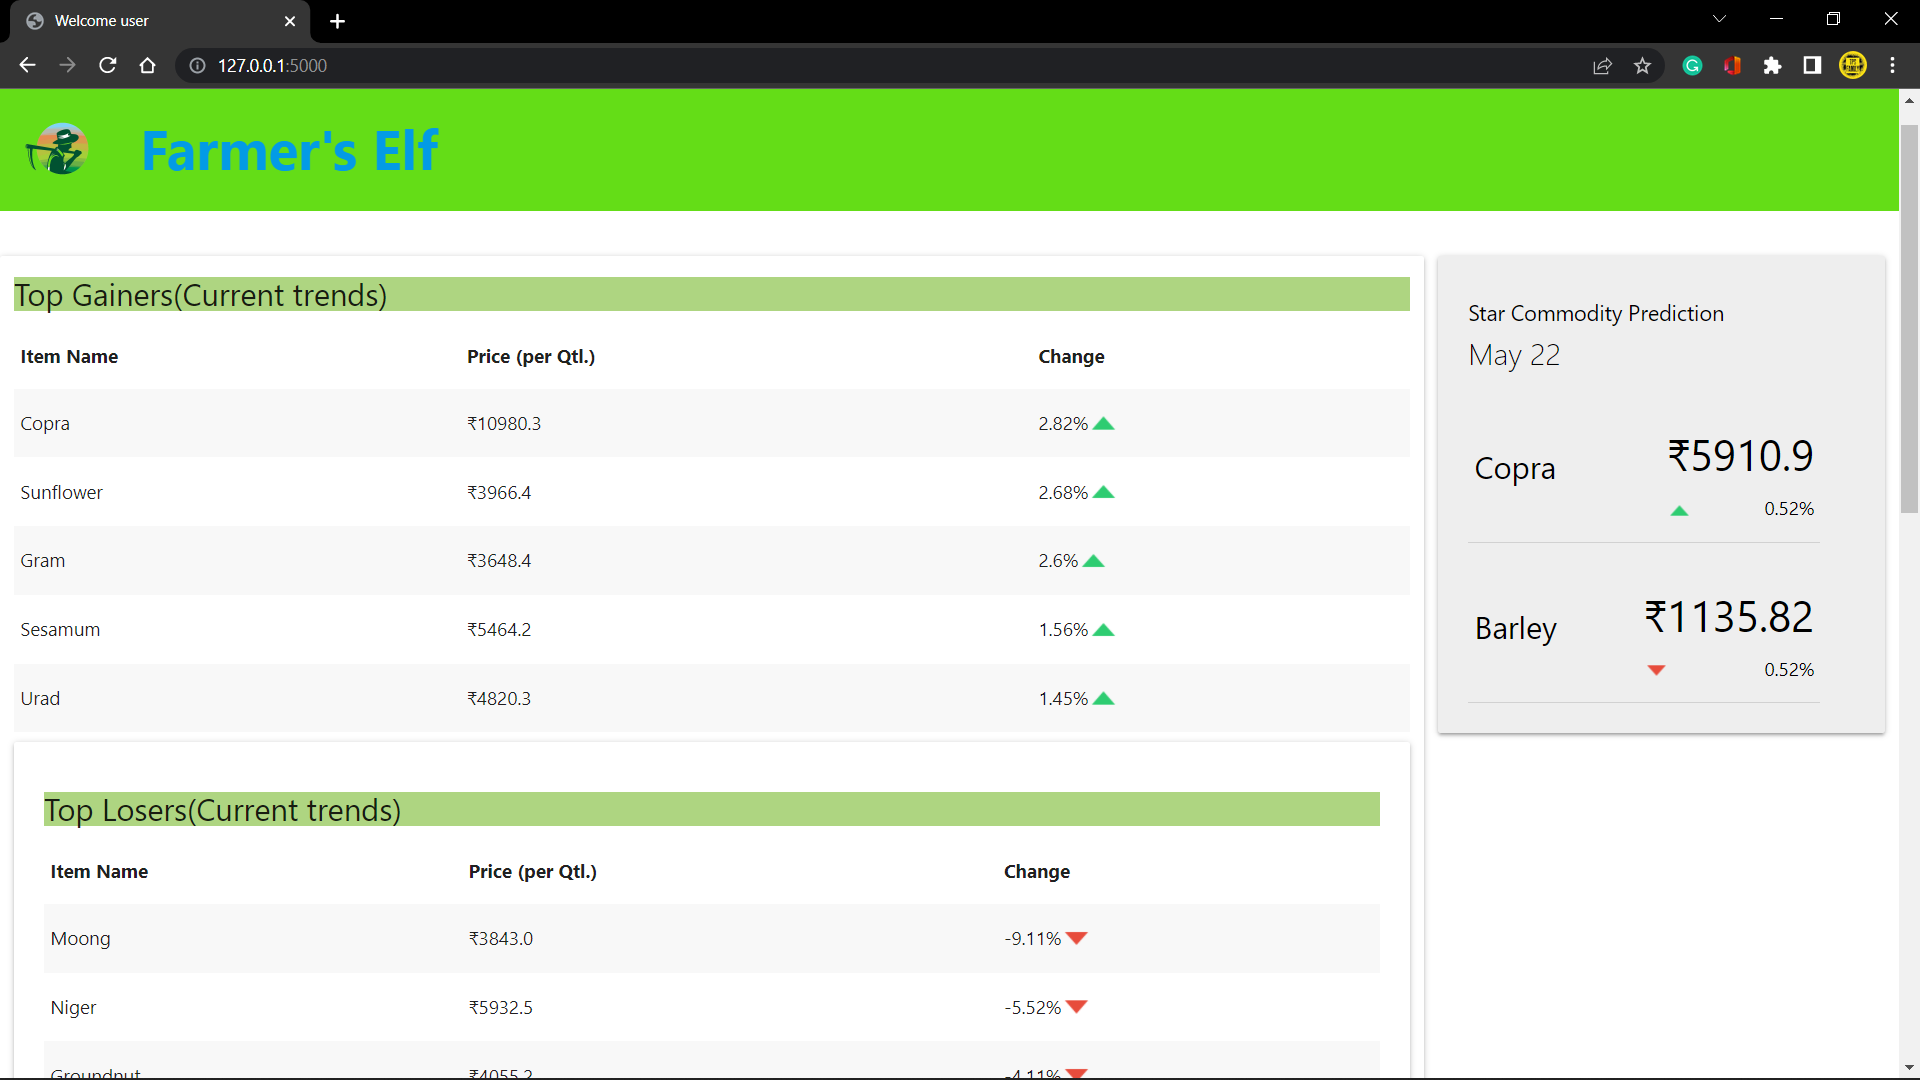 Welcome user
127.0.0.1:5000
Farmer's Elf
Top Gainers(Current trends)
Item Name Price (per Qtl.) Change
Copra ₹10980.3 2.82%
Sunflower ₹3966.4 2.68%
Gram ₹3648.4 2.6%
Sesamum ₹5464.2 1.56%
Urad ₹4820.3 1.45%
Top Losers(Current trends)
Item Name Price (per Qtl.) Change
Moong ₹3843.0 -9.11%
Niger ₹5932.5 -5.52%
Groundnut ₹4055.2 -4.11%
Star Commodity Prediction
May 22
Copra ₹5910.9
0.52%
Barley ₹1135.82
0.52%